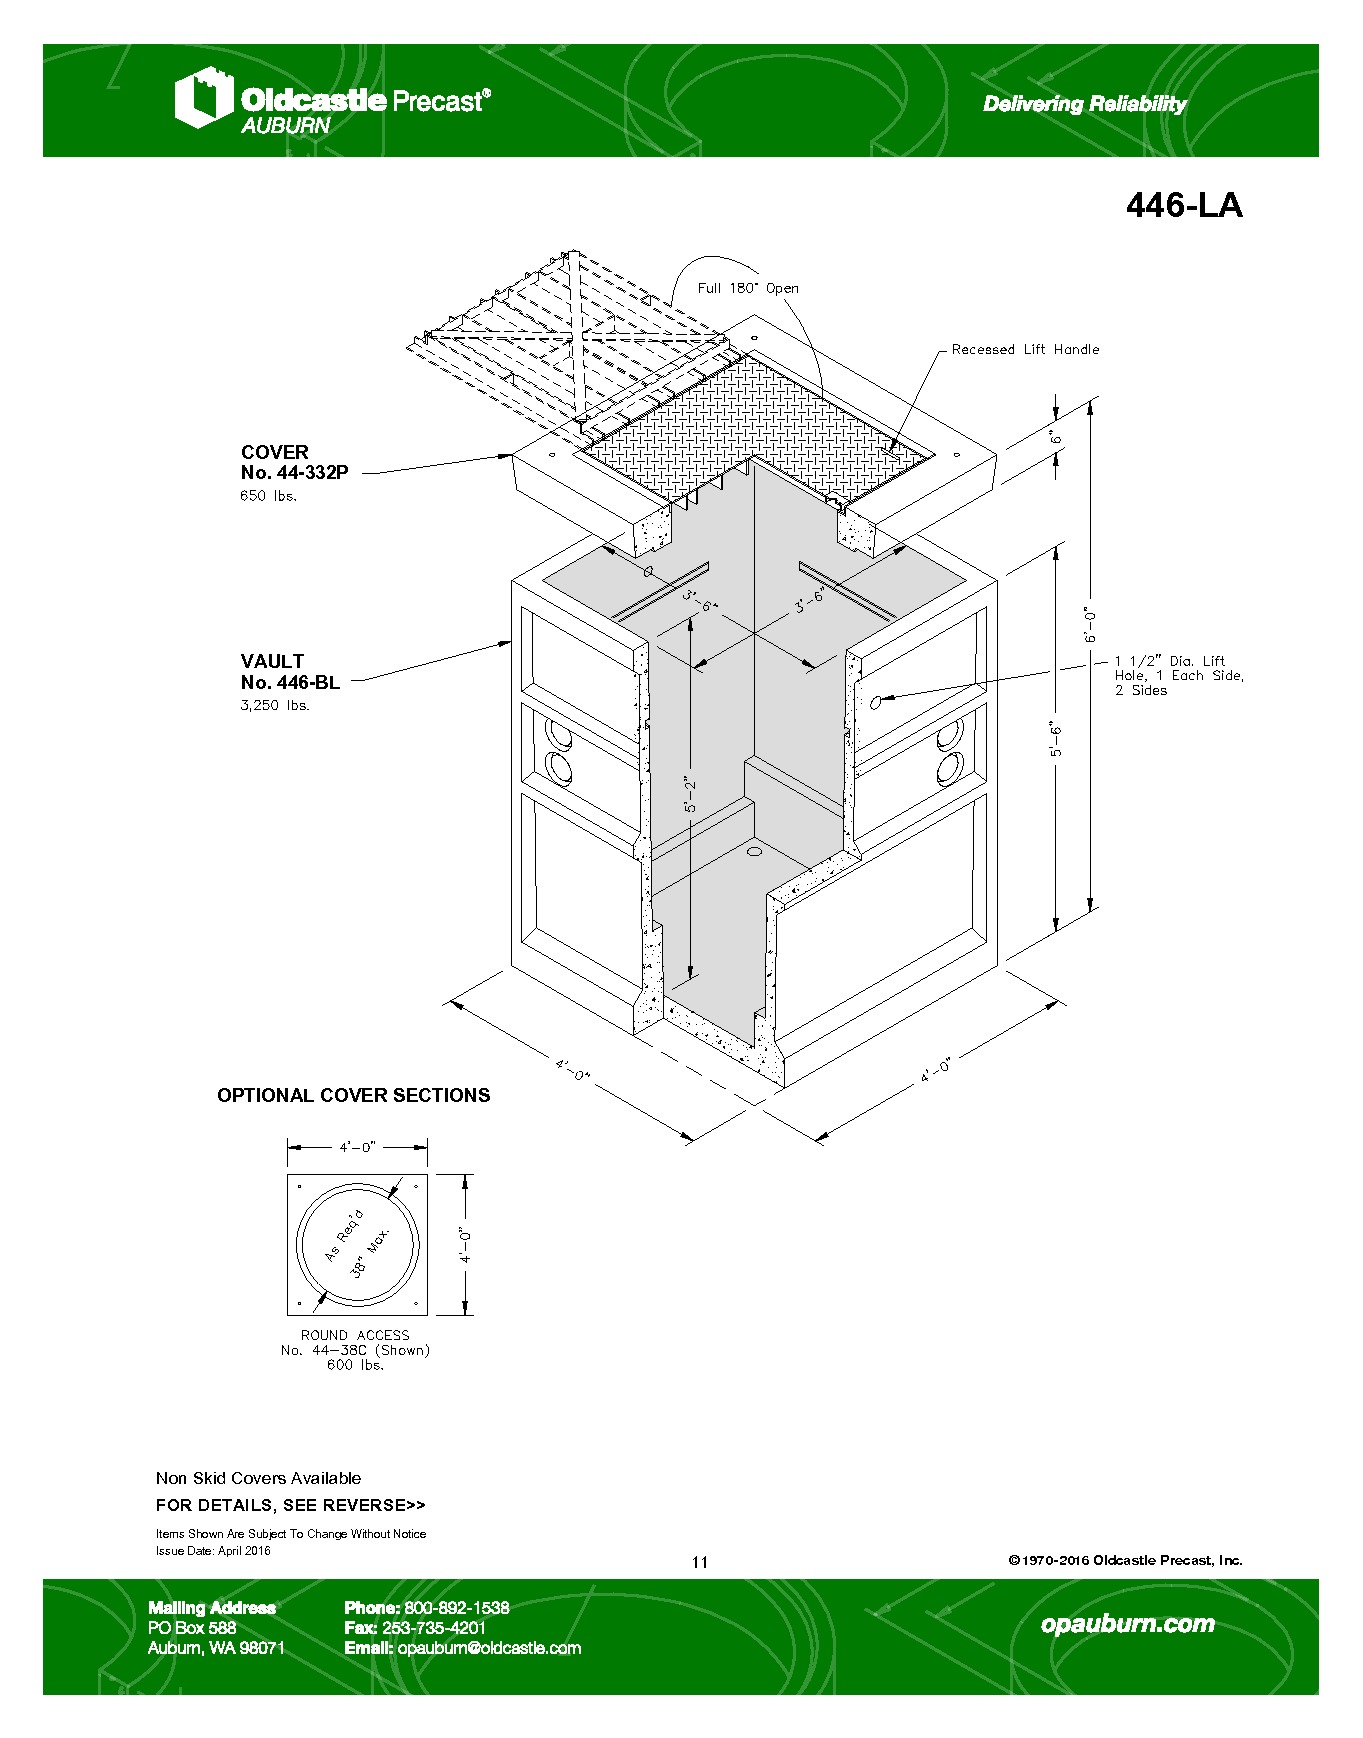 Oldcastle Precast®
AUBURN
Delivering Reliability
446-LA
Full 180° Open
Recessed Lift Handle
6"
COVER
No. 44-332P
650 lbs.
3'-6"
3'-6"
6'-0"
VAULT
No. 446-BL
3,250 lbs.
1 1/2" Dia. Lift
Hole, 1 Each Side,
2 Sides
5'-6"
5'-2"
4'-0"
4'-0"
OPTIONAL COVER SECTIONS
4'-0"
As Req'd
38" Max.
4'-0"
ROUND ACCESS
No. 44-38C (Shown)
600 lbs.
Non Skid Covers Available
FOR DETAILS, SEE REVERSE>>
Items Shown Are Subject To Change Without Notice
Issue Date: April 2016
11
©1970-2016 Oldcastle Precast, Inc.
Mailing Address
PO Box 588
Auburn, WA 98071
Phone: 800-892-1538
Fax: 253-735-4201
Email: opauburn@oldcastle.com
opauburn.com